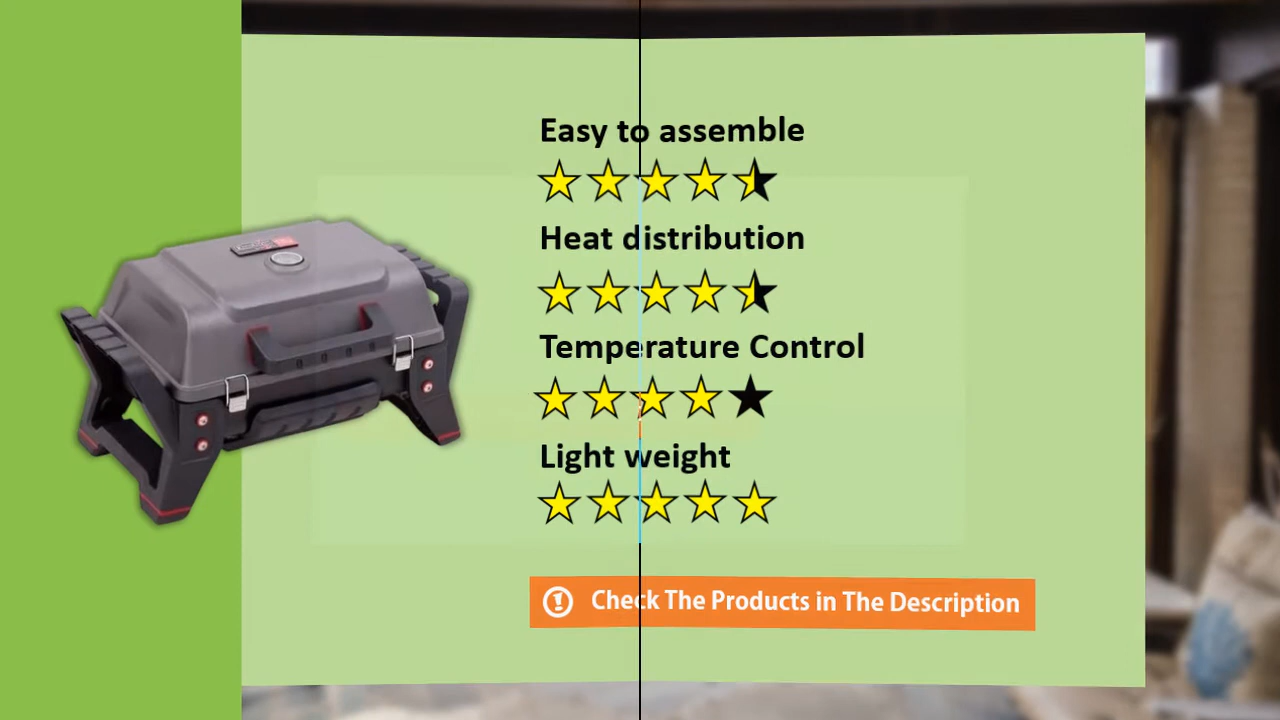 Easy to assemble
Heat distribution
Temperature Control
Light weight
Check The Products in The Description